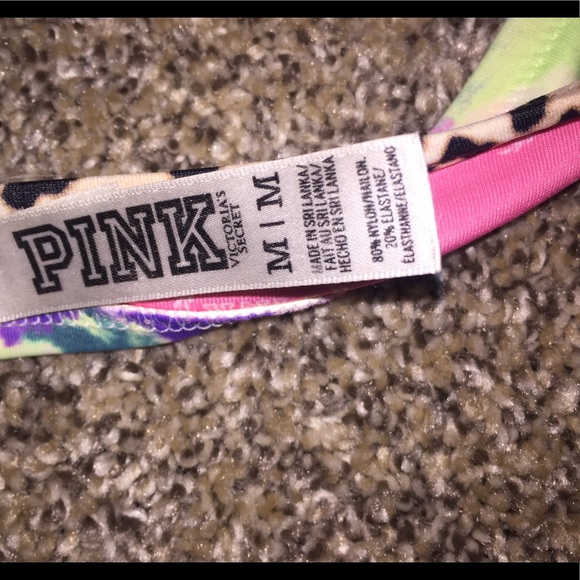 PINK
VICTORIA'S
SECRET
M | M
MADE IN SRI LANKA/
FAIT AU SRI LANKA/
HECHO EN SRI LANKA
80% NYLON/NAILON,
20% ELASTANE/
ÉLASTHANNE/ELASTANO